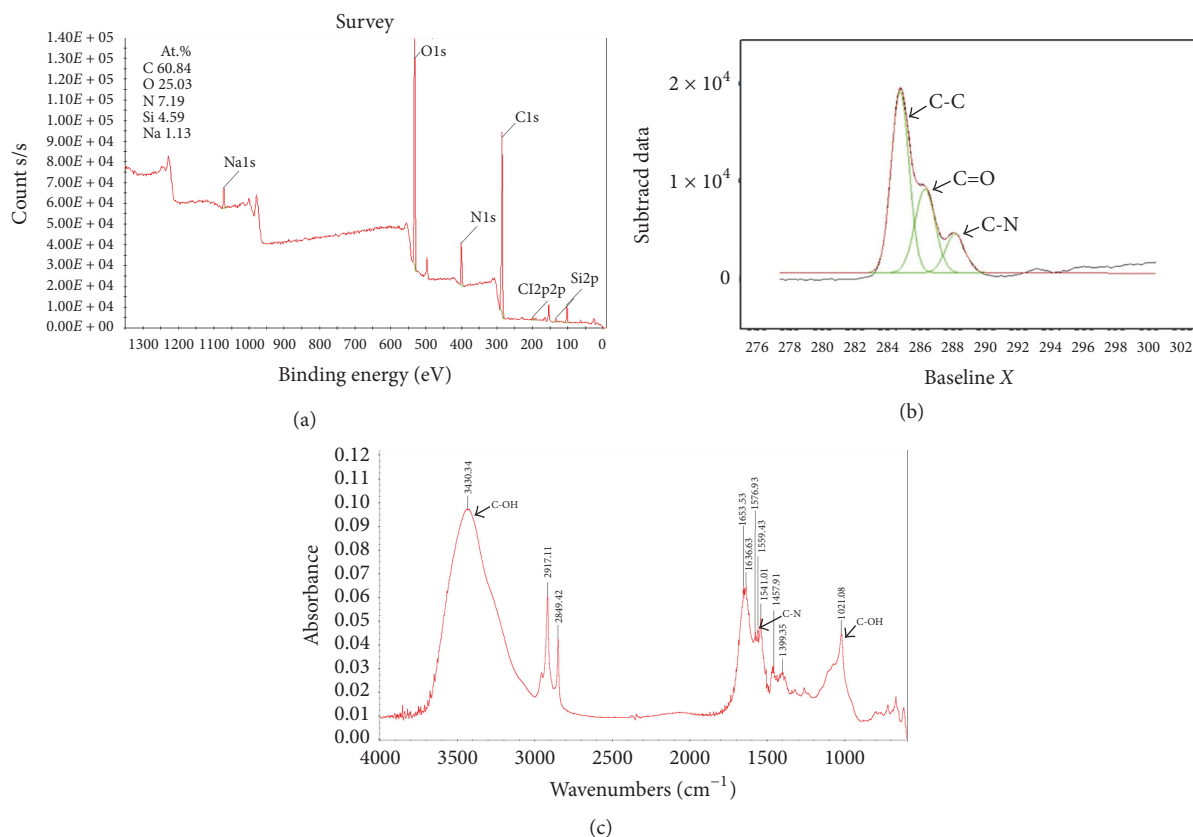 Survey
1.40E + 05
1.30E + 05
1.20E + 05
1.10E + 05
1.00E + 05
9.00E + 04
8.00E + 04
7.00E + 04
6.00E + 04
5.00E + 04
4.00E + 04
3.00E + 04
2.00E + 04
1.00E + 04
0.00E + 00
Count s/s
At.%
C 60.84
O 25.03
N 7.19
Si 4.59
Na 1.13
Na1s
O1s
C1s
N1s
CI2p2p
Si2p
1300 1200 1100 1000 900 800 700 600 500 400 300 200 100 0
Binding energy (eV)
(a)
2 × 10⁴
1 × 10⁴
0
Subtracd data
C-C
C=O
C-N
276 278 280 282 284 286 288 290 292 294 296 298 300 302
Baseline X
(b)
0.12
0.11
0.10
0.09
0.08
0.07
0.06
0.05
0.04
0.03
0.02
0.01
0.00
Absorbance
3430.34
C-OH
2917.11
2849.42
1653.53
1636.63
1576.93
1559.43
1541.01
C-N
1457.91
1399.35
1021.08
C-OH
4000 3500 3000 2500 2000 1500 1000
Wavenumbers (cm⁻¹)
(c)